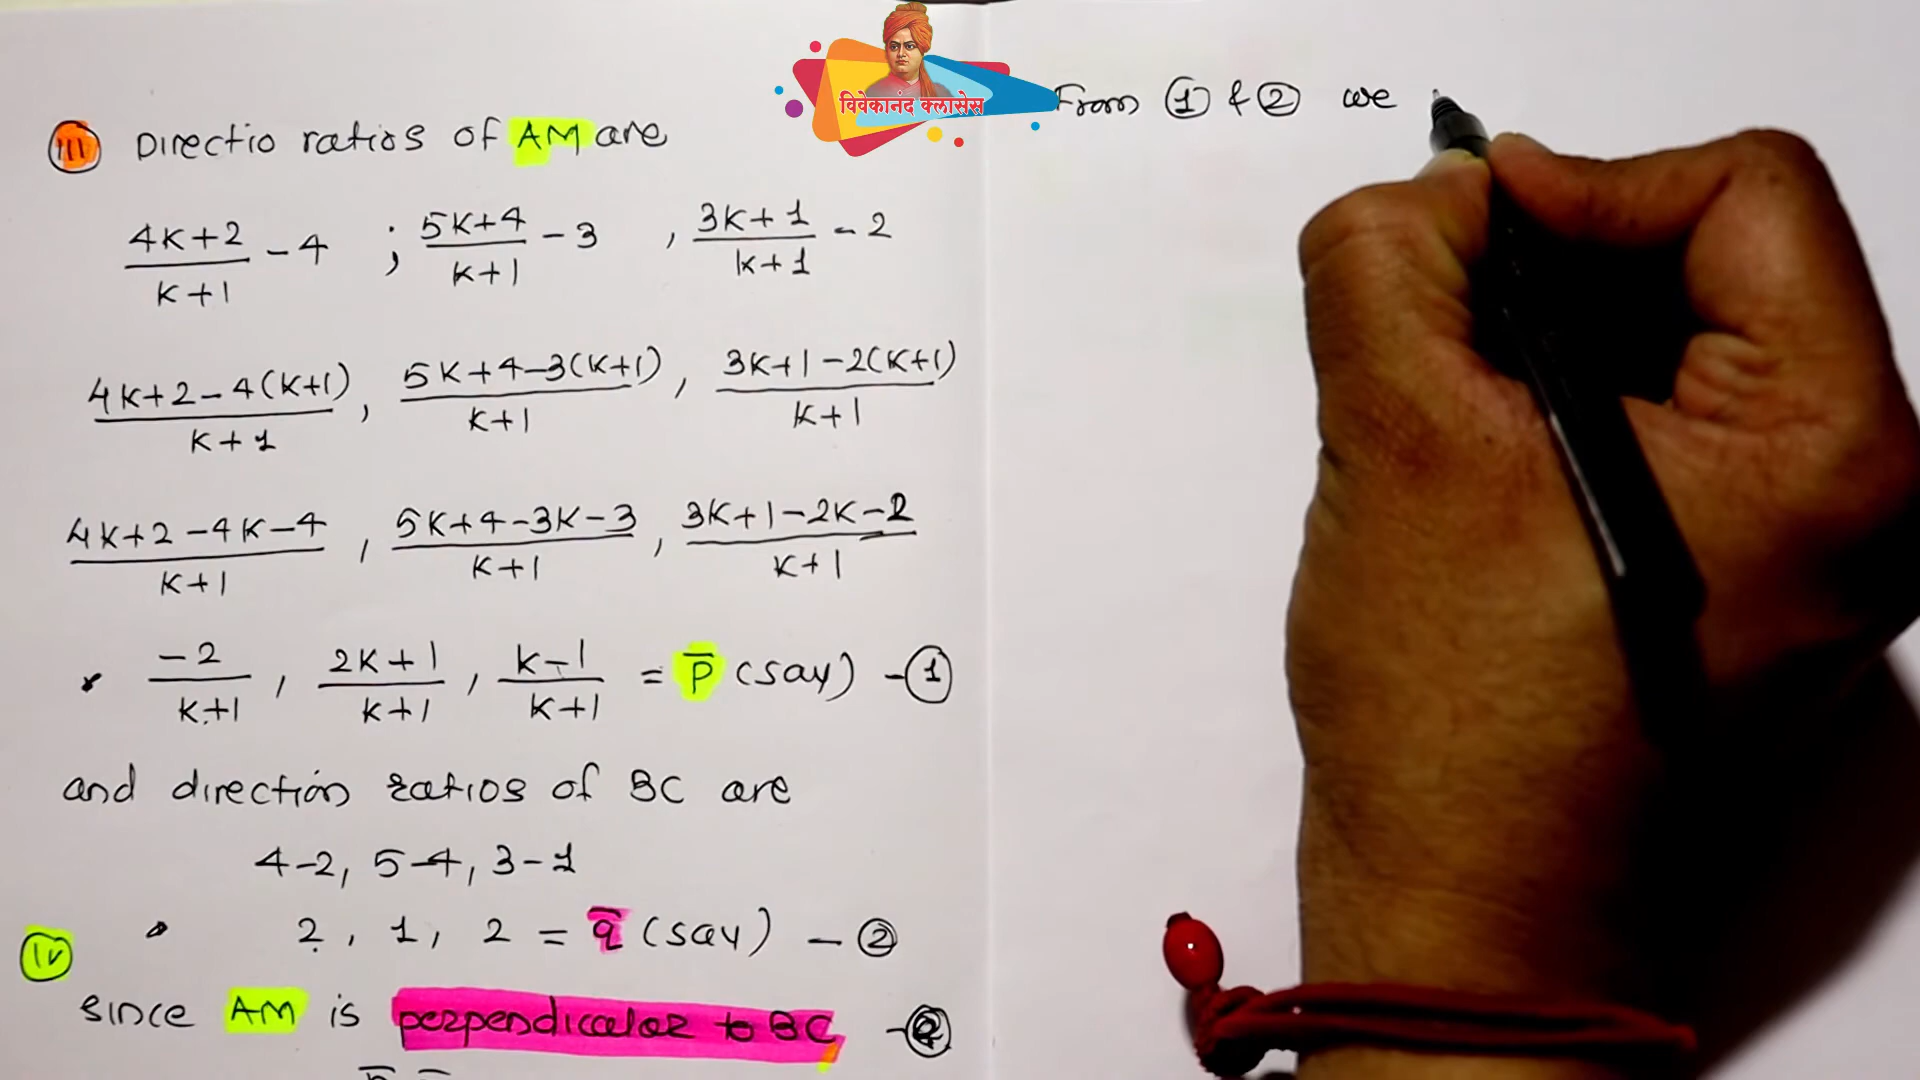 विवेकानंद क्लासेस
III Directio ratios of AM are
4K+2/K+1 - 4 ; 5K+4/K+1 - 3 , 3K+1/K+1 - 2
4K+2-4(K+1)/K+1 , 5K+4-3(K+1)/K+1 , 3K+1-2(K+1)/K+1
4K+2-4K-4/K+1 , 5K+4-3K-3/K+1 , 3K+1-2K-2/K+1
-2/K+1 , 2K+1/K+1 , K-1/K+1 = p̅ (say) - ①
and direction ratios of BC are
4-2, 5-4, 3-1
2, 1, 2 = q̅ (say) - ②
IV
since AM is perpendicular to BC
From ① & ② we